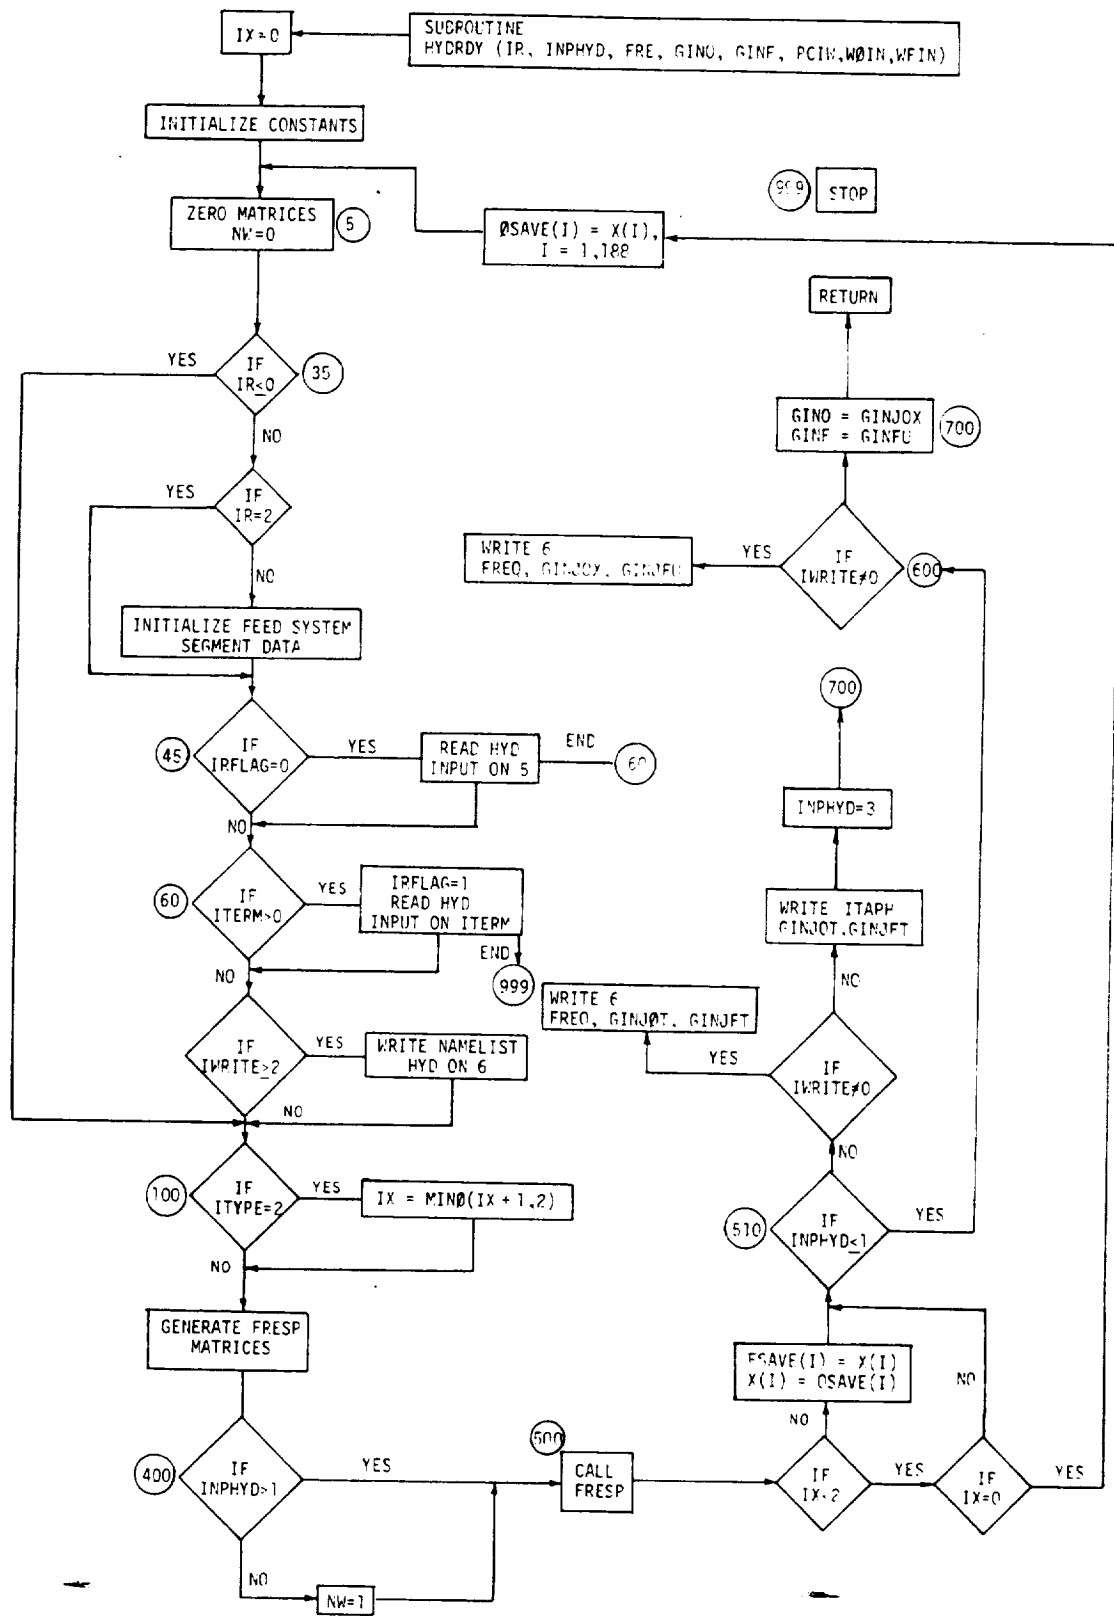 IX=0
SUBROUTINE
HYDRDY (IR, INPHYD, FRE, GINO, GINF, PCIN,WØIN,WFIN)
INITIALIZE CONSTANTS
ZERO MATRICES
NW=0
5
ØSAVE(I) = X(I),
I = 1,188
999
STOP
RETURN
YES
IF
IR≤0
35
NO
GINO = GINJOX
GINF = GINFU
700
YES
IF
IR=2
NO
WRITE 6
FREQ, GINJOX, GINJFU
YES
IF
IWRITE≠0
600
INITIALIZE FEED SYSTEM
SEGMENT DATA
700
45
IF
IRFLAG=0
YES
READ HYD
INPUT ON 5
END
60
NO
INPHYD=3
60
IF
ITERM>0
YES
IRFLAG=1
READ HYD
INPUT ON ITERM
END
999
NO
WRITE ITAPH
GINJOT,GINJFT
NO
WRITE 6
FREQ, GINJØT, GINJFT
YES
IF
IWRITE≠0
NO
IF
IWRITE≥2
YES
WRITE NAMELIST
HYD ON 6
NO
100
IF
ITYPE=2
YES
IX = MINØ(IX + 1,2)
NO
510
IF
INPHYD≤1
YES
GENERATE FRESP
MATRICES
FSAVE(I) = X(I)
X(I) = OSAVE(I)
NO
NO
400
IF
INPHYD>1
YES
500
CALL
FRESP
IF
YES
IF
IX=0
YES
NO
NW=1